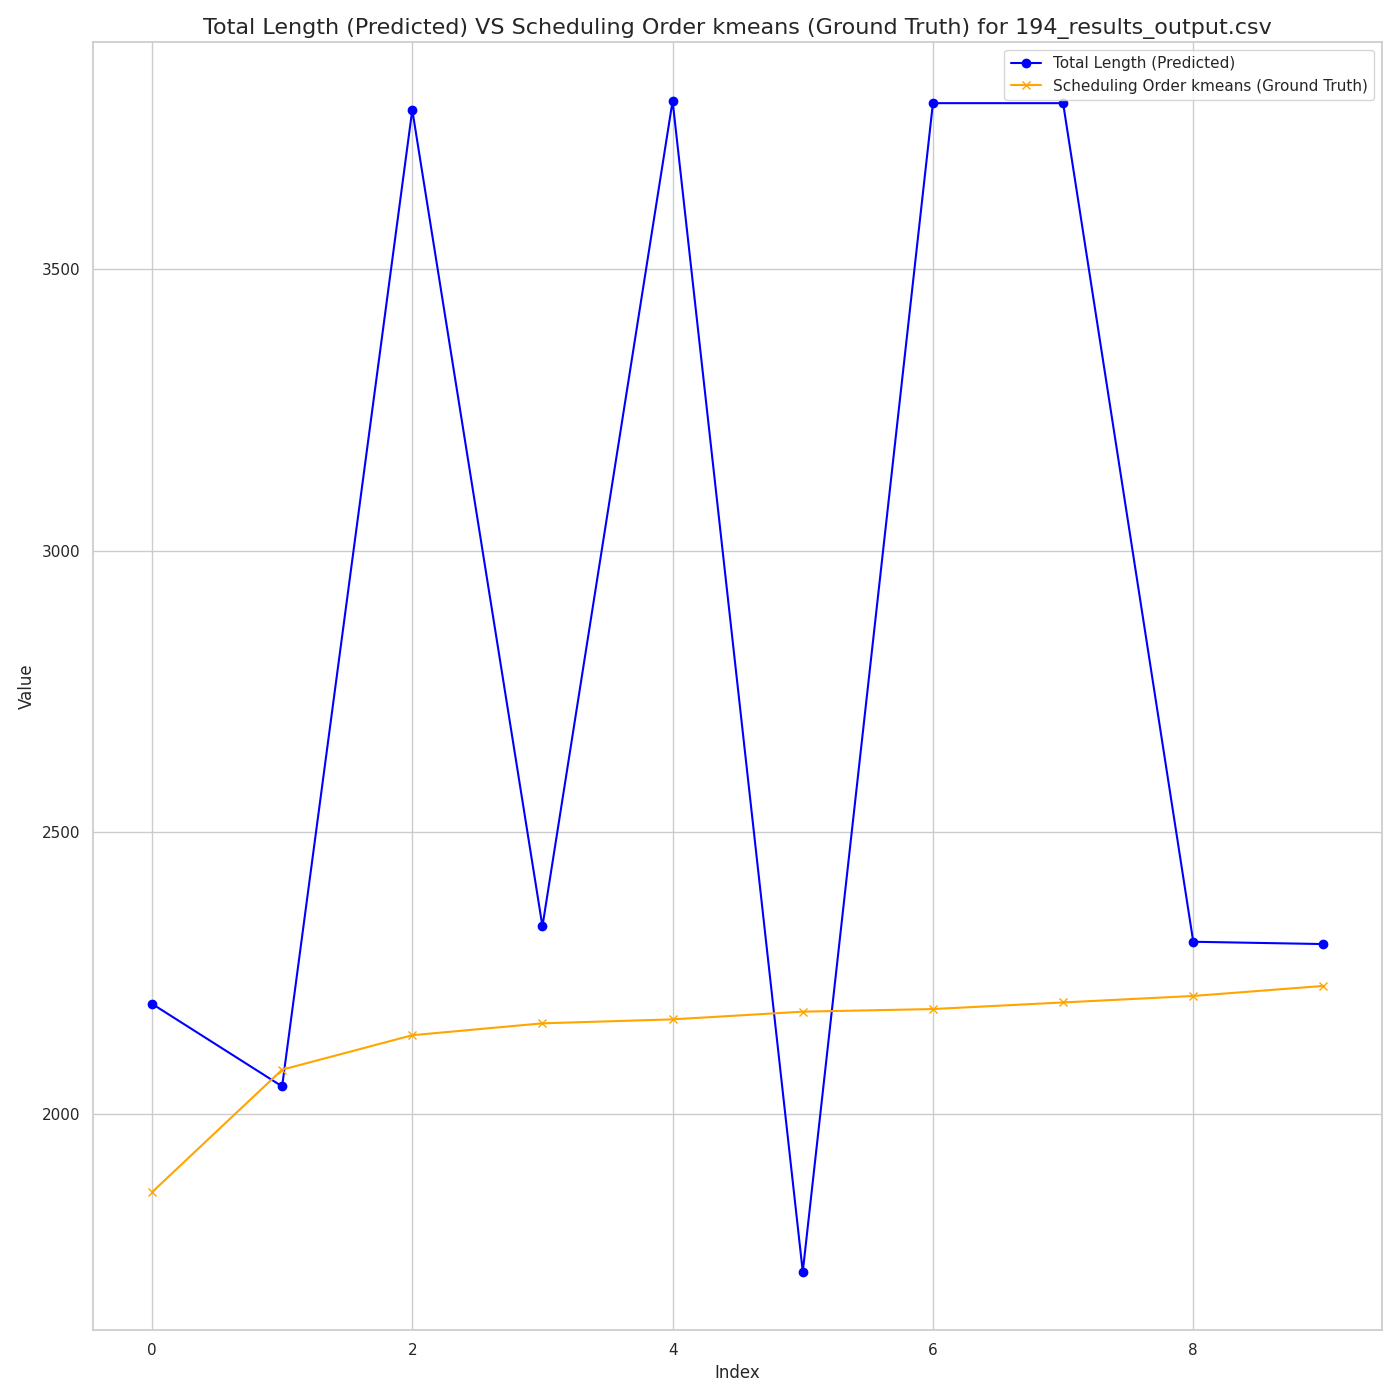 Total Length (Predicted) VS Scheduling Order kmeans (Ground Truth) for 194_results_output.csv
Total Length (Predicted)
Scheduling Order kmeans (Ground Truth)
3500
3000
2500
2000
Value
0 2 4 6 8
Index